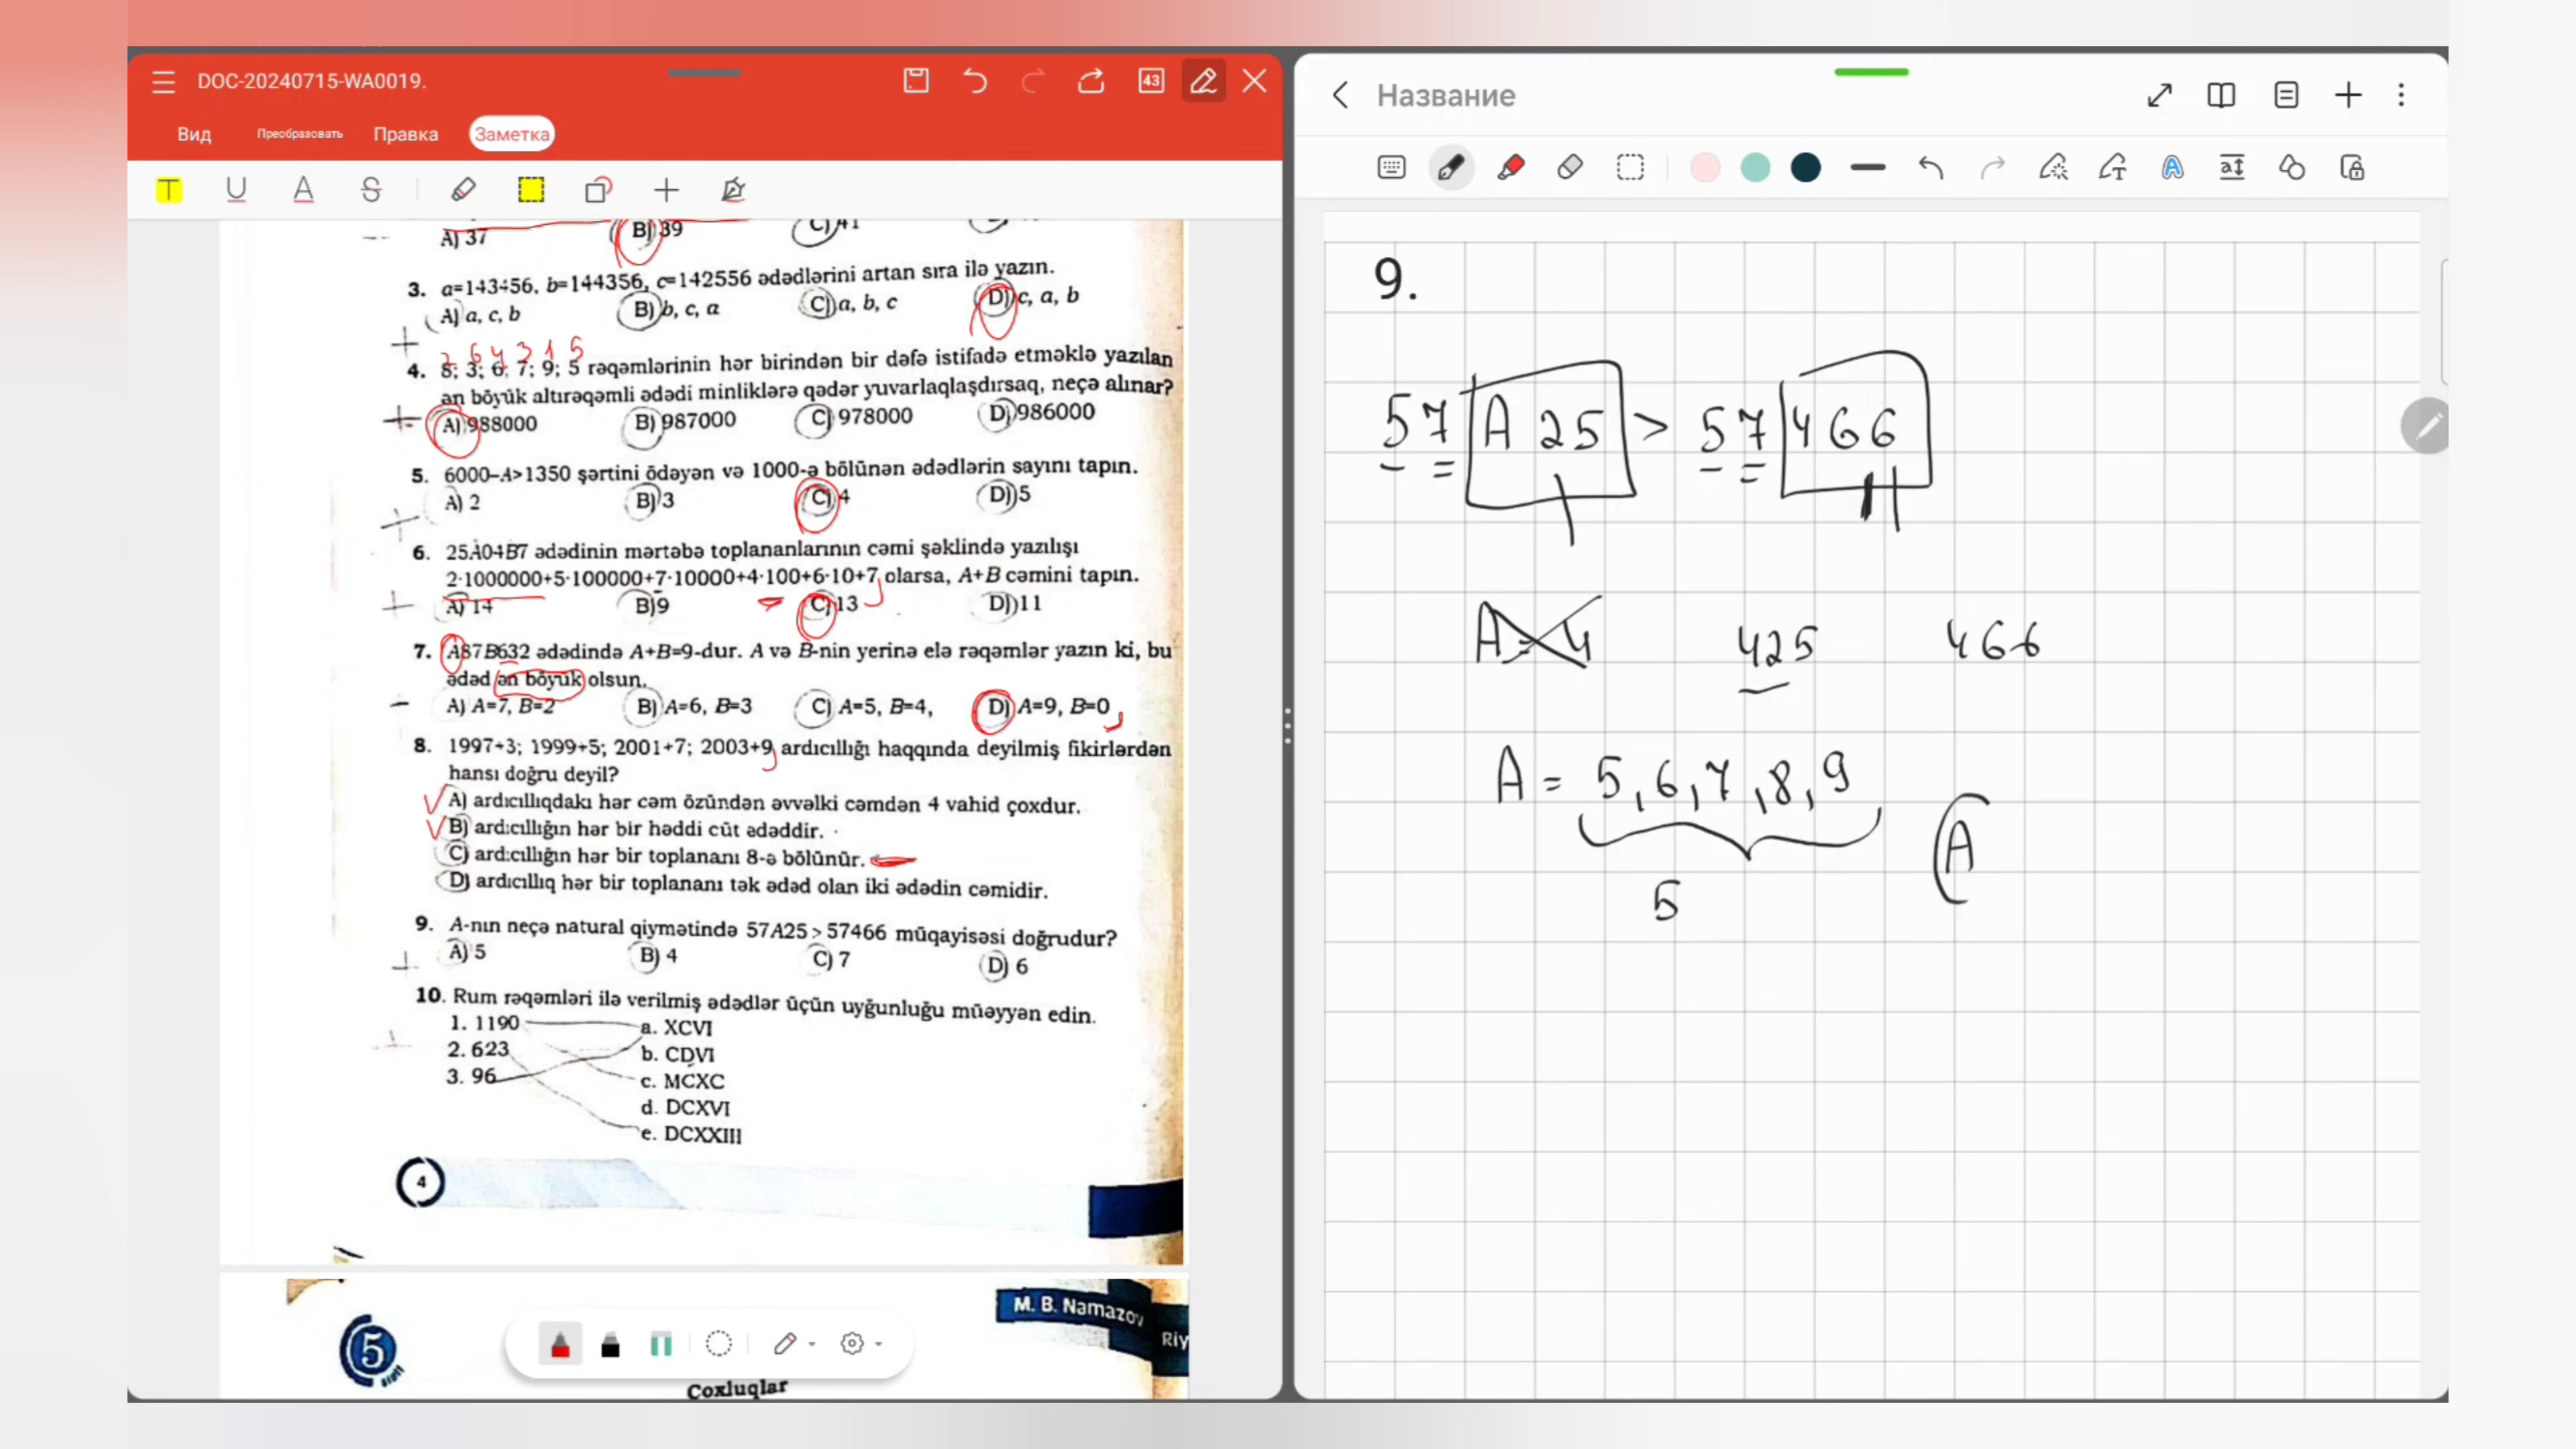 DOC-20240715-WA0019.
43
Вид Преобразовать Правка Заметка
A) 37 B) 39 C) 41
3. a=143456, b=144356, c=142556 ədədlərini artan sıra ilə yazın.
A) a, c, b B) b, c, a C) a, b, c D) c, a, b
4. 8; 3; 6; 7; 9; 5 rəqəmlərinin hər birindən bir dəfə istifadə etməklə yazılan
ən böyük altırəqəmli ədədi minliklərə qədər yuvarlaqlaşdırsaq, neçə alınar?
A) 988000 B) 987000 C) 978000 D) 986000
5. 6000–A>1350 şərtini ödəyən və 1000-ə bölünən ədədlərin sayını tapın.
A) 2 B) 3 C) 4 D) 5
6. 25A04B7 ədədinin mərtəbə toplananlarının cəmi şəklində yazılışı
2·1000000+5·100000+7·10000+4·100+6·10+7 olarsa, A+B cəmini tapın.
A) 14 B) 9 C) 13 D) 11
7. A87B632 ədədində A+B=9-dur. A və B-nin yerinə elə rəqəmlər yazın ki, bu
ədəd ən böyük olsun.
A) A=7, B=2 B) A=6, B=3 C) A=5, B=4, D) A=9, B=0
8. 1997+3; 1999+5; 2001+7; 2003+9 ardıcıllığı haqqında deyilmiş fikirlərdən
hansı doğru deyil?
A) ardıcıllıqdakı hər cəm özündən əvvəlki cəmdən 4 vahid çoxdur.
B) ardıcıllığın hər bir həddi cüt ədəddir.
C) ardıcıllığın hər bir toplananı 8-ə bölünür.
D) ardıcıllıq hər bir toplananı tək ədəd olan iki ədədin cəmidir.
9. A-nın neçə natural qiymətində 57A25 > 57466 müqayisəsi doğrudur?
A) 5 B) 4 C) 7 D) 6
10. Rum rəqəmləri ilə verilmiş ədədlər üçün uyğunluğu müəyyən edin.
1. 1190 a. XCVI
2. 623 b. CDVI
3. 96 c. MCXC
d. DCXVI
e. DCXXIII
4
M. B. Namazov
Riy
5
sinif
Çoxluqlar
Название
9.
57 A 25 > 57 466
A = 4 425 466
A = 5, 6, 7, 8, 9
A
5